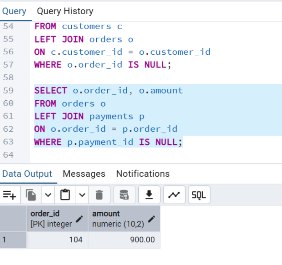 Query Query History
54 FROM customers c
55 LEFT JOIN orders o
56 ON c.customer_id = o.customer_id
57 WHERE o.order_id IS NULL;
58
59 SELECT o.order_id, o.amount
60 FROM orders o
61 LEFT JOIN payments p
62 ON o.order_id = p.order_id
63 WHERE p.payment_id IS NULL;
64
Data Output Messages Notifications
SQL
order_id amount
[PK] integer numeric (10,2)
1 104 900.00